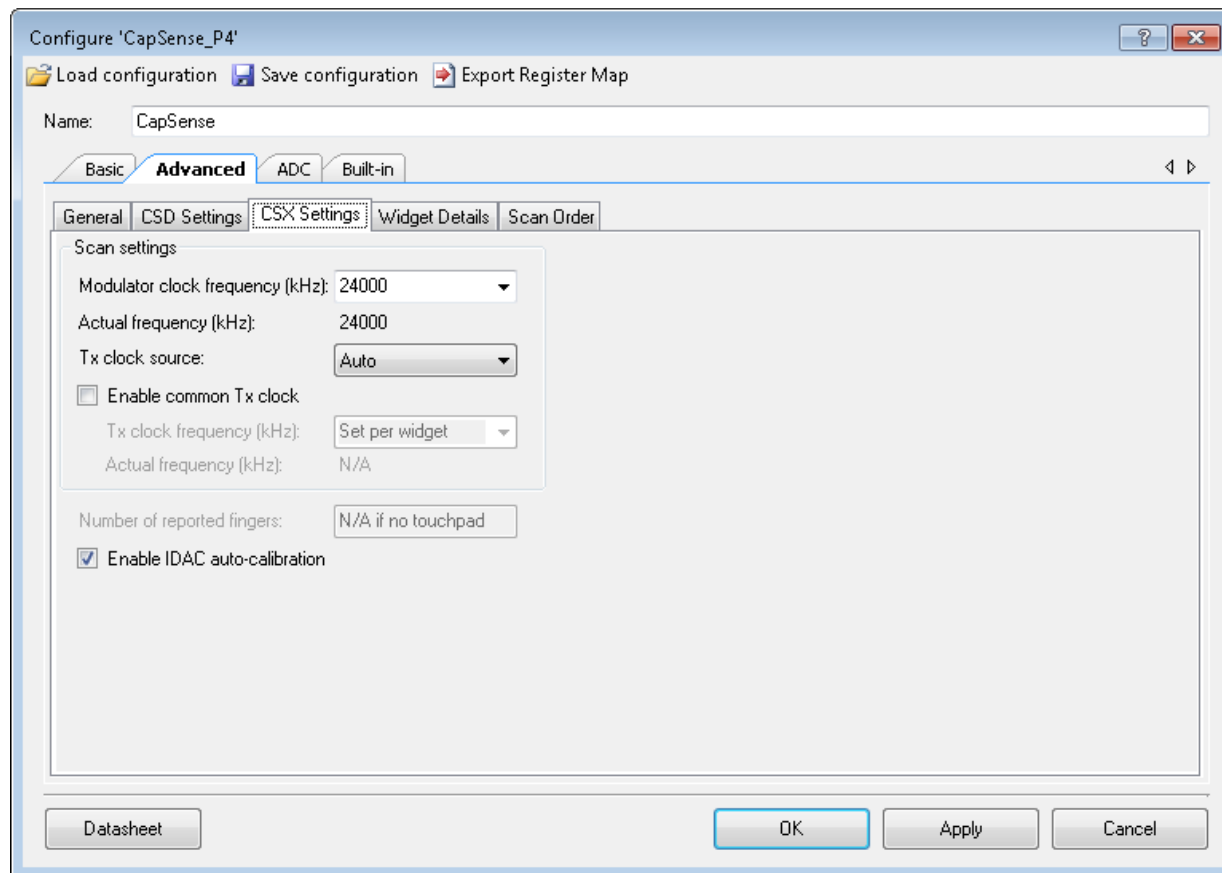 Configure 'CapSense_P4'
Load configuration Save configuration Export Register Map
Name: CapSense
Basic Advanced ADC Built-in
General CSD Settings CSX Settings Widget Details Scan Order
Scan settings
Modulator clock frequency (kHz): 24000
Actual frequency (kHz): 24000
Tx clock source: Auto
Enable common Tx clock
Tx clock frequency (kHz): Set per widget
Actual frequency (kHz): N/A
Number of reported fingers: N/A if no touchpad
Enable IDAC auto-calibration
Datasheet OK Apply Cancel